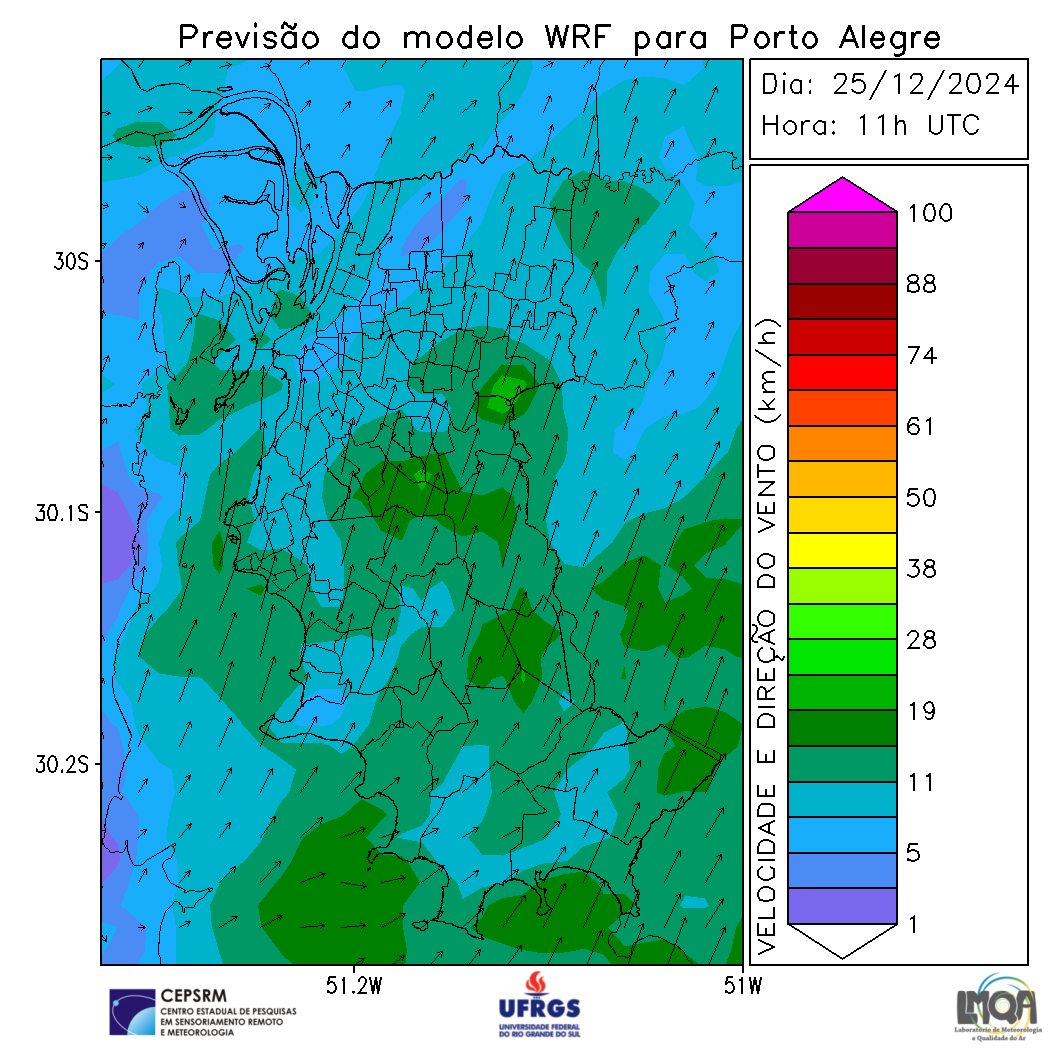 Previsão do modelo WRF para Porto Alegre
Dia: 25/12/2024
Hora: 11h UTC
30S
30.1S
30.2S
51.2W
51W
VELOCIDADE E DIREÇÃO DO VENTO (km/h)
100
88
74
61
50
38
28
19
11
5
1
CEPSRM
CENTRO ESTADUAL DE PESQUISAS
EM SENSORIAMENTO REMOTO
E METEOROLOGIA
UFRGS
UNIVERSIDADE FEDERAL
DO RIO GRANDE DO SUL
LMQA
Laboratório de Meteorologia
e Qualidade do Ar